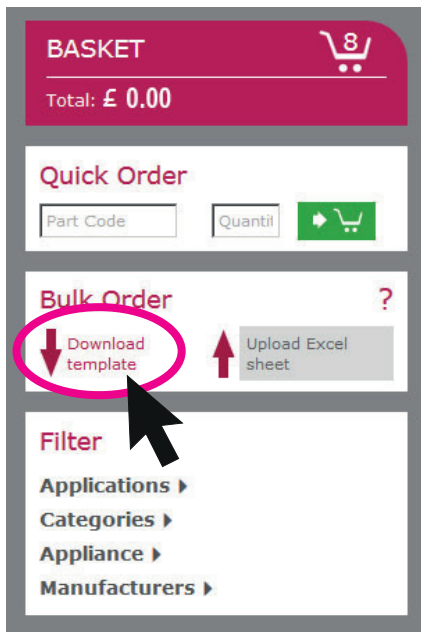 BASKET 8
Total: £ 0.00
Quick Order
Part Code Quantit
Bulk Order ?
Download
template
Upload Excel
sheet
Filter
Applications
Categories
Appliance
Manufacturers